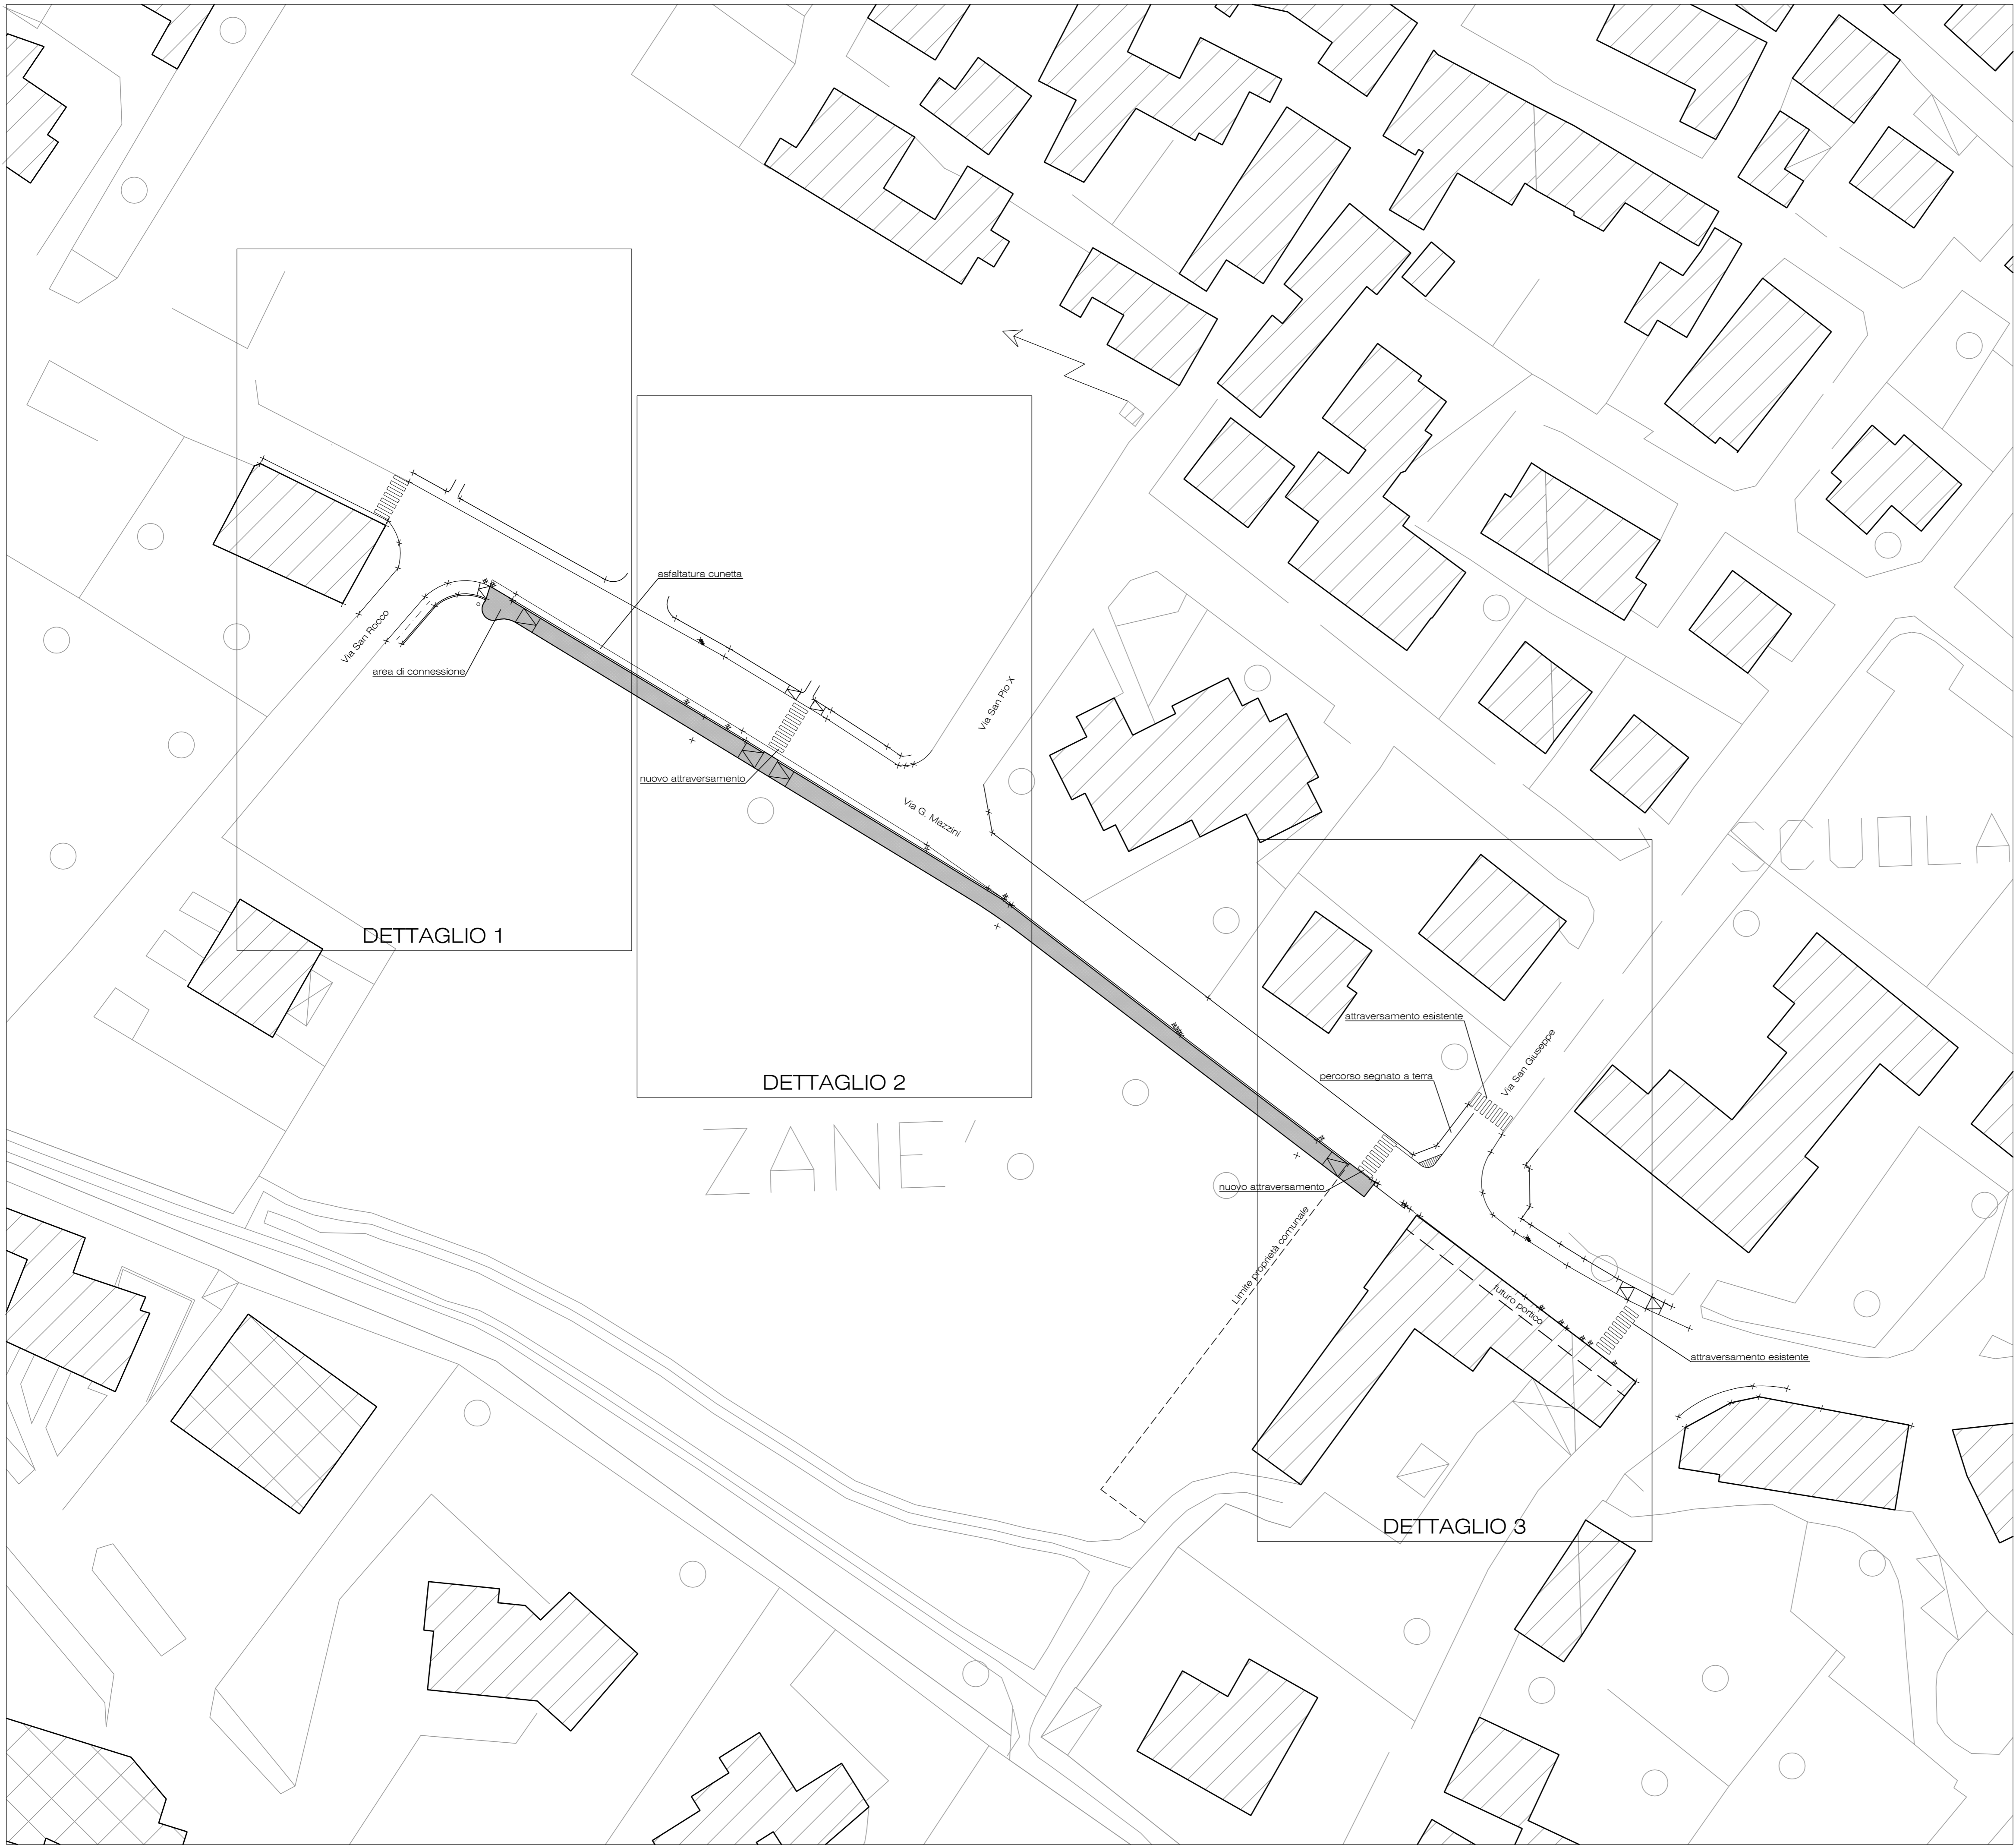 asfaltatura cunetta
Via San Rocco
area di connessione
Via San Pio X
nuovo attraversamento
Via G. Mazzini
SCUOLA
DETTAGLIO 1
attraversamento esistente
Via San Giuseppe
percorso segnato a terra
DETTAGLIO 2
ZANE'
nuovo attraversamento
Limite proprietà comunale
futuro portico
attraversamento esistente
DETTAGLIO 3